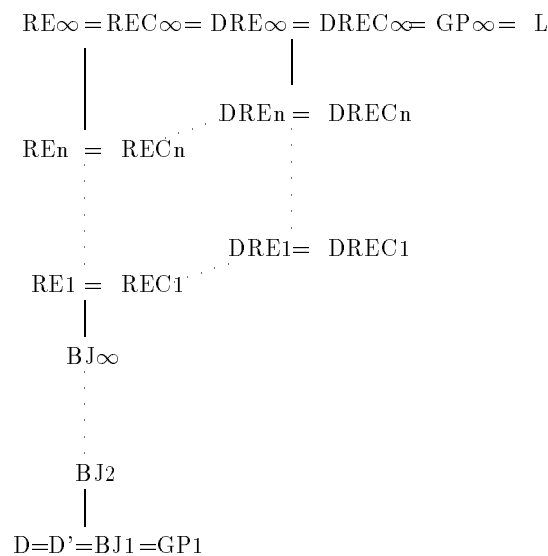 RE∞ = REC∞ = DRE∞ = DREC∞ = GP∞ = L
DREn = DRECn
REn = RECn
DRE1= DREC1
RE1 = REC1
BJ∞
BJ2
D=D'=BJ1=GP1